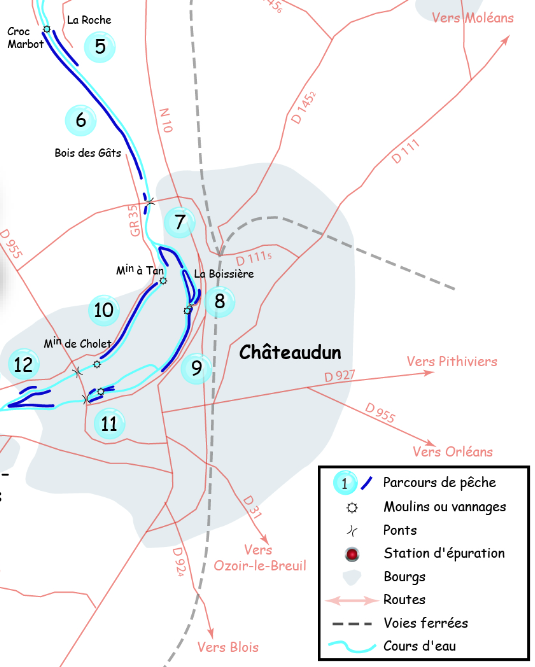 Vers Moléans
La Roche
Croc
Marbot
5
6
N 10
D 1452
D 111
Bois des Gâts
GR 35
7
D 955
D 1115
Min à Tan
La Boissière
8
10
Min de Cholet
Châteaudun
12
9
11
Vers Pithiviers
D 927
D 955
Vers Orléans
D 31
Vers
Ozoir-le-Breuil
D 924
Vers Blois
1 Parcours de pêche
Moulins ou vannages
Ponts
Station d'épuration
Bourgs
Routes
Voies ferrées
Cours d'eau